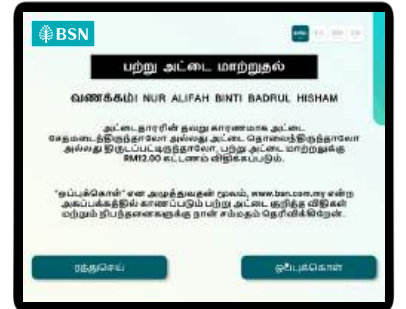 BSN
பற்று அட்டை மாற்றுதல்
வணக்கம்! NUR ALIFAH BINTI BADRUL HISHAM
அட்டைதாரரின் தவறு காரணமாக அட்டை
சேதமடைந்திருந்தாலோ அல்லது அட்டை தொலைந்திருந்தாலோ
அல்லது திருடப்பட்டிருந்தாலோ, பற்று அட்டை மாற்றதுக்கு
RM12.00 கட்டணம் விதிக்கப்படும்.
"ஒப்புக்கொள்" என அழுத்துவதன் மூலம், www.bsn.com.my என்ற
அகப்பக்கத்தில் காணப்படும் பற்று அட்டை குறித்த விதிகள்
மற்றும் நிபந்தனைகளுக்கு நான் சம்மதம் தெரிவிக்கிறேன்.
ரத்துசெய்
ஒப்புக்கொள்